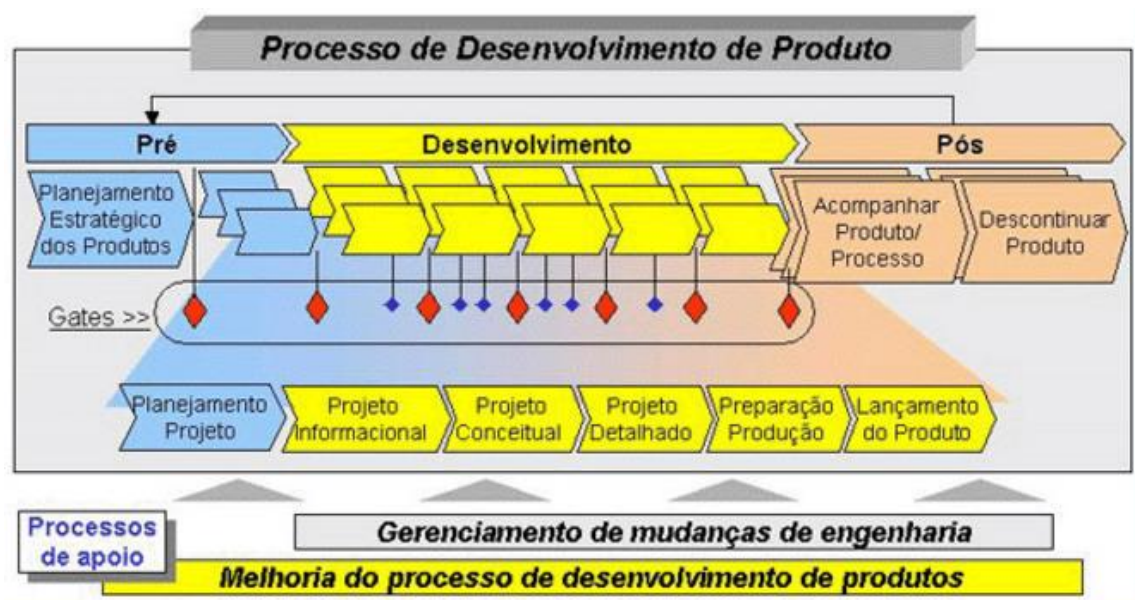 Processo de Desenvolvimento de Produto
Pré
Desenvolvimento
Pós
Planejamento
Estratégico
dos Produtos
Acompanhar
Produto/
Processo
Descontinuar
Produto
Gates >>
Planejamento
Projeto
Projeto
Informacional
Projeto
Conceitual
Projeto
Detalhado
Preparação
Produção
Lançamento
do Produto
Processos
de apoio
Gerenciamento de mudanças de engenharia
Melhoria do processo de desenvolvimento de produtos